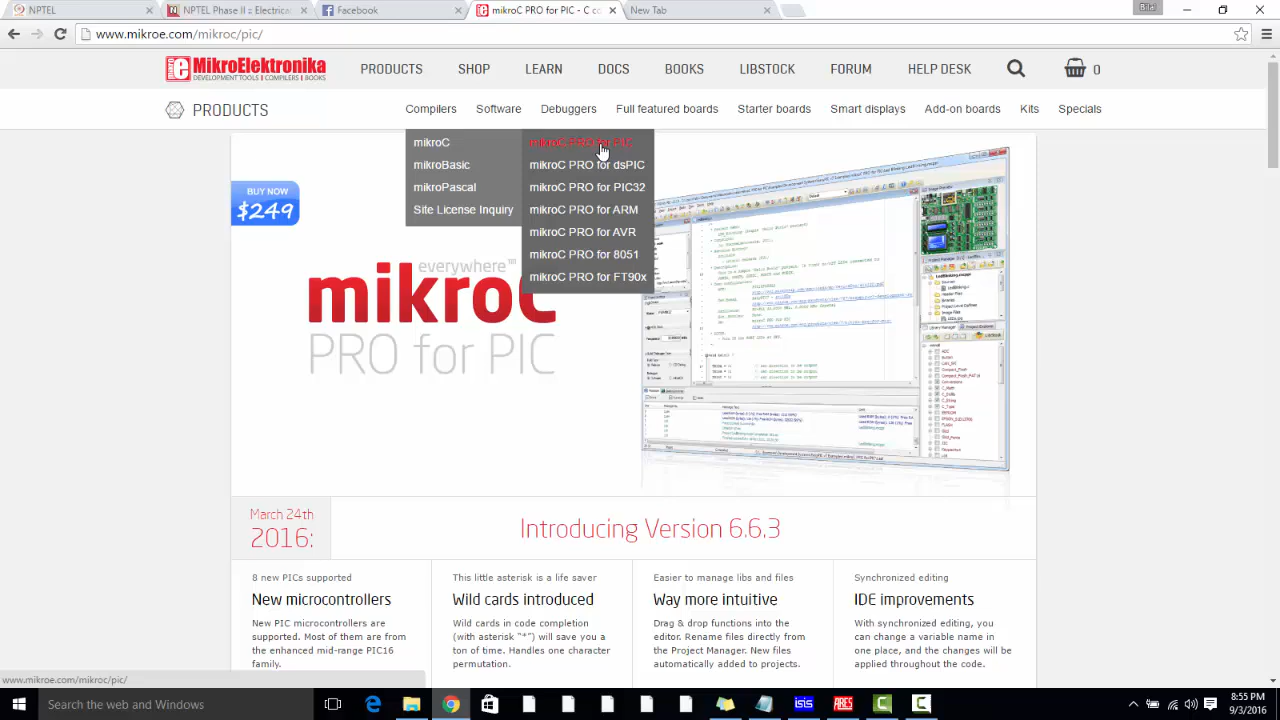 NPTEL
NPTEL Phase II :: Electrica
Facebook
mikroC PRO for PIC - C co
New Tab
Bilal
www.mikroe.com/mikroc/pic/
MikroElektronika
DEVELOPMENT TOOLS | COMPILERS | BOOKS
PRODUCTS SHOP LEARN DOCS BOOKS LIBSTOCK FORUM HELP DESK 0
PRODUCTS
Compilers Software Debuggers Full featured boards Starter boards Smart displays Add-on boards Kits Specials
mikroC
mikroBasic
mikroPascal
Site License Inquiry
mikroC PRO for PIC
mikroC PRO for dsPIC
mikroC PRO for PIC32
mikroC PRO for ARM
mikroC PRO for AVR
mikroC PRO for 8051
mikroC PRO for FT90x
BUY NOW
$249
everywhere™
mikroC
PRO for PIC
March 24th
2016:
Introducing Version 6.6.3
8 new PICs supported
New microcontrollers
New PIC microcontrollers are
supported. Most of them are from
the enhanced mid-range PIC16
family.
This little asterisk is a life saver
Wild cards introduced
Wild cards in code completion
(with asterisk "*") will save you a
ton of time. Handles one character
permutation.
Easier to manage libs and files
Way more intuitive
Drag & drop functions into the
editor. Rename files directly from
the Project Manager. New files
automatically added to projects.
Synchronized editing
IDE improvements
With synchronized editing, you
can change a variable name in
one place, and the changes will be
applied throughout the code.
www.mikroe.com/mikroc/pic/
Search the web and Windows
isis
ARES
8:55 PM
9/3/2016